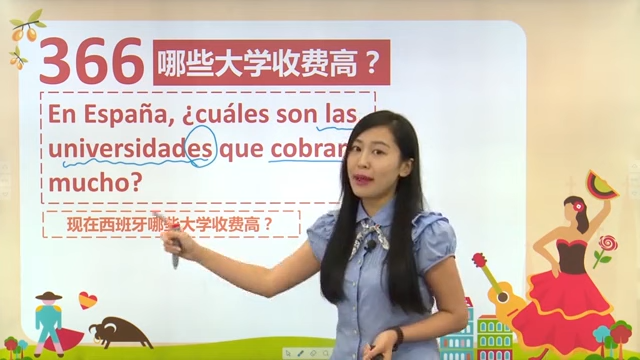 366 哪些大学收费高？
En España, ¿cuáles son las
universidades que cobran
mucho?
现在西班牙哪些大学收费高？